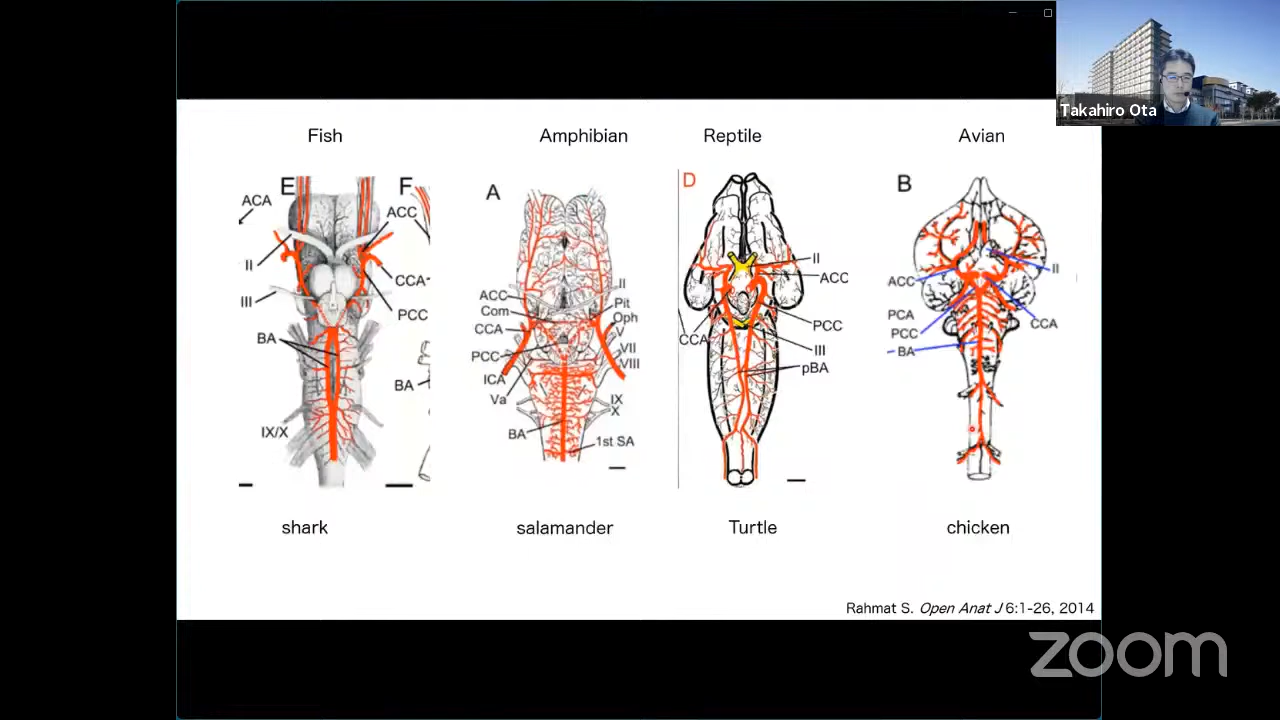 Takahiro Ota
Fish
Amphibian
Reptile
Avian
E
F
ACA
ACC
II
CCA
III
PCC
BA
BA
IX/X
A
II
ACC
Pit
Com
Oph
CCA
V
VII
PCC
VIII
ICA
Va
IX
X
BA
1st SA
D
II
ACC
PCC
CCA
III
pBA
B
II
ACC
PCA
CCA
PCC
BA
shark
salamander
Turtle
chicken
Rahmat S. Open Anat J 6:1-26, 2014
zoom